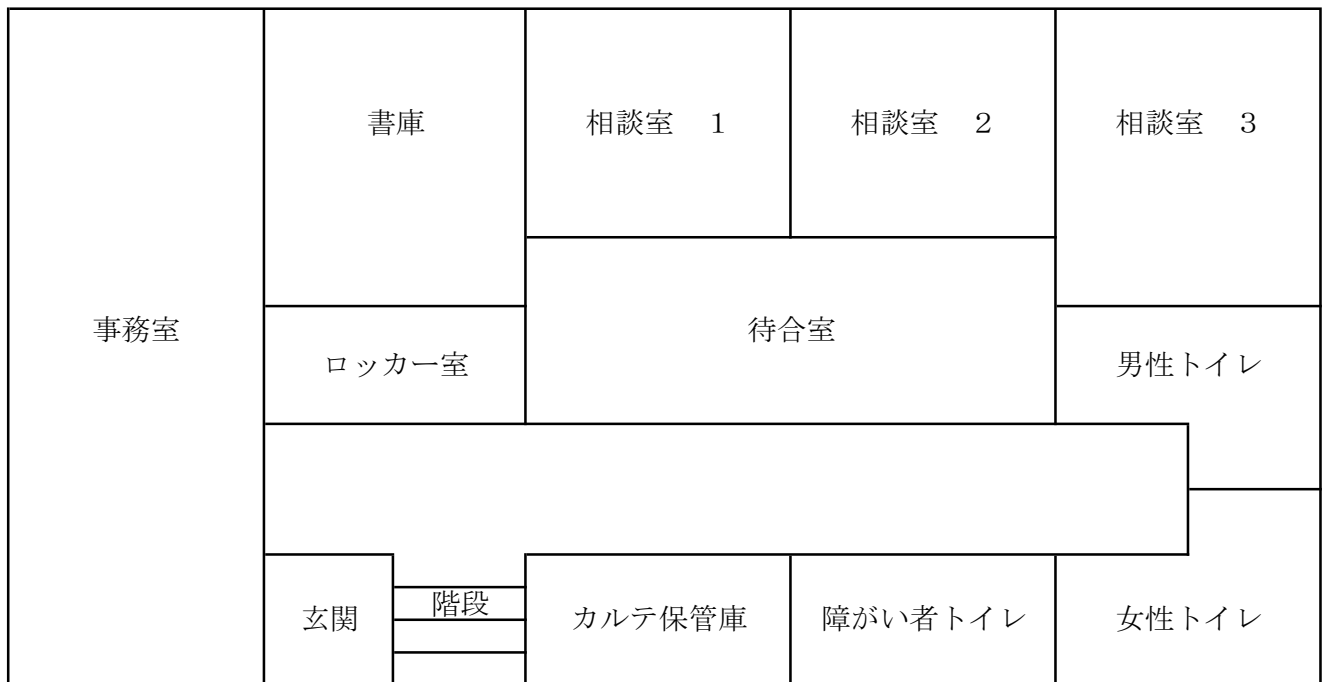 書庫
相談室　1
相談室　2
相談室　3
事務室
待合室
ロッカー室
男性トイレ
階段
玄関
カルテ保管庫
障がい者トイレ
女性トイレ